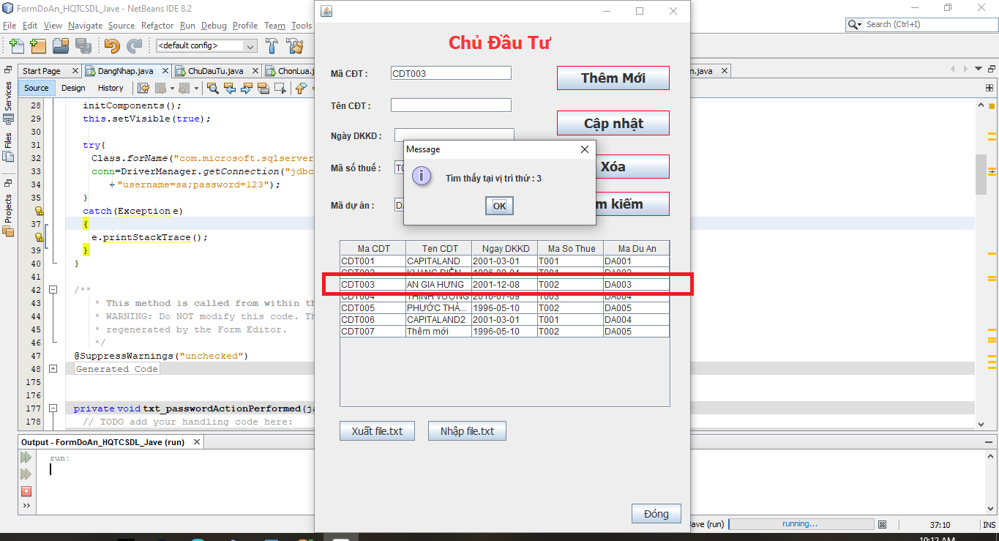 FormDoAn_HQTCSDL_Jave - NetBeans IDE 8.2
File Edit View Navigate Source Refactor Run Debug Profile Team Tools
Search (Ctrl+I)
<default config>
Start Page DangNhap.java ChuDauTu.java ChonLua.j n.java
Source Design History
Services
Files
Projects
28 initComponents();
29 this.setVisible(true);
30
31 try{
32 Class.forName("com.microsoft.sqlserver
33 conn=DriverManager.getConnection("jdbc
34 +"username=sa;password=123");
35 }
catch(Exception e)
37 {
e.printStackTrace();
39 }
40 }
41
42 /**
43 * This method is called from within th
44 * WARNING: Do NOT modify this code. Th
45 * regenerated by the Form Editor.
46 */
47 @SuppressWarnings("unchecked")
48 Generated Code
175
176
177 private void txt_passwordActionPerformed(ja
178 // TODO add your handling code here:
Output - FormDoAn_HQTCSDL_Jave (run)
run:
Chủ Đầu Tư
Mã CĐT : CDT003
Thêm Mới
Tên CĐT :
Cập nhật
Ngày DKKD :
Mã số thuế : T0
Xóa
Mã dự án : DA
m kiếm
Message
Tìm thấy tại vị trí thứ : 3
OK
Ma CDT Ten CDT Ngay DKKD Ma So Thue Ma Du An
CDT001 CAPITALAND 2001-03-01 T001 DA001
CDT003 AN GIA HƯNG 2001-12-08 T002 DA003
CDT004 THỊNH VƯỢNG 2010-07-09 T003 DA004
CDT005 PHƯỚC THÀ... 1996-05-10 T002 DA005
CDT006 CAPITALAND2 2001-03-01 T001 DA004
CDT007 Thêm mới 1996-05-10 T002 DA005
Xuất file.txt Nhập file.txt
Đóng
Jave (run) running... 37:10 INS
10:12 AM